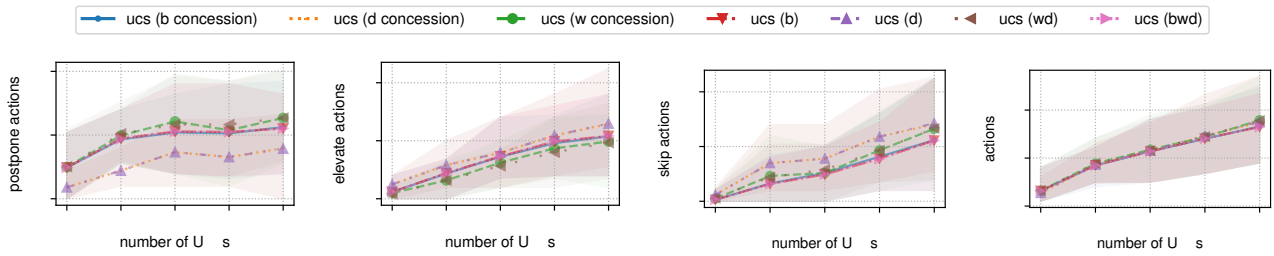 ucs (b concession) ucs (d concession) ucs (w concession) ucs (b) ucs (d) ucs (wd) ucs (bwd)
postpone actions
number of U s
elevate actions
number of U s
skip actions
number of U s
actions
number of U s